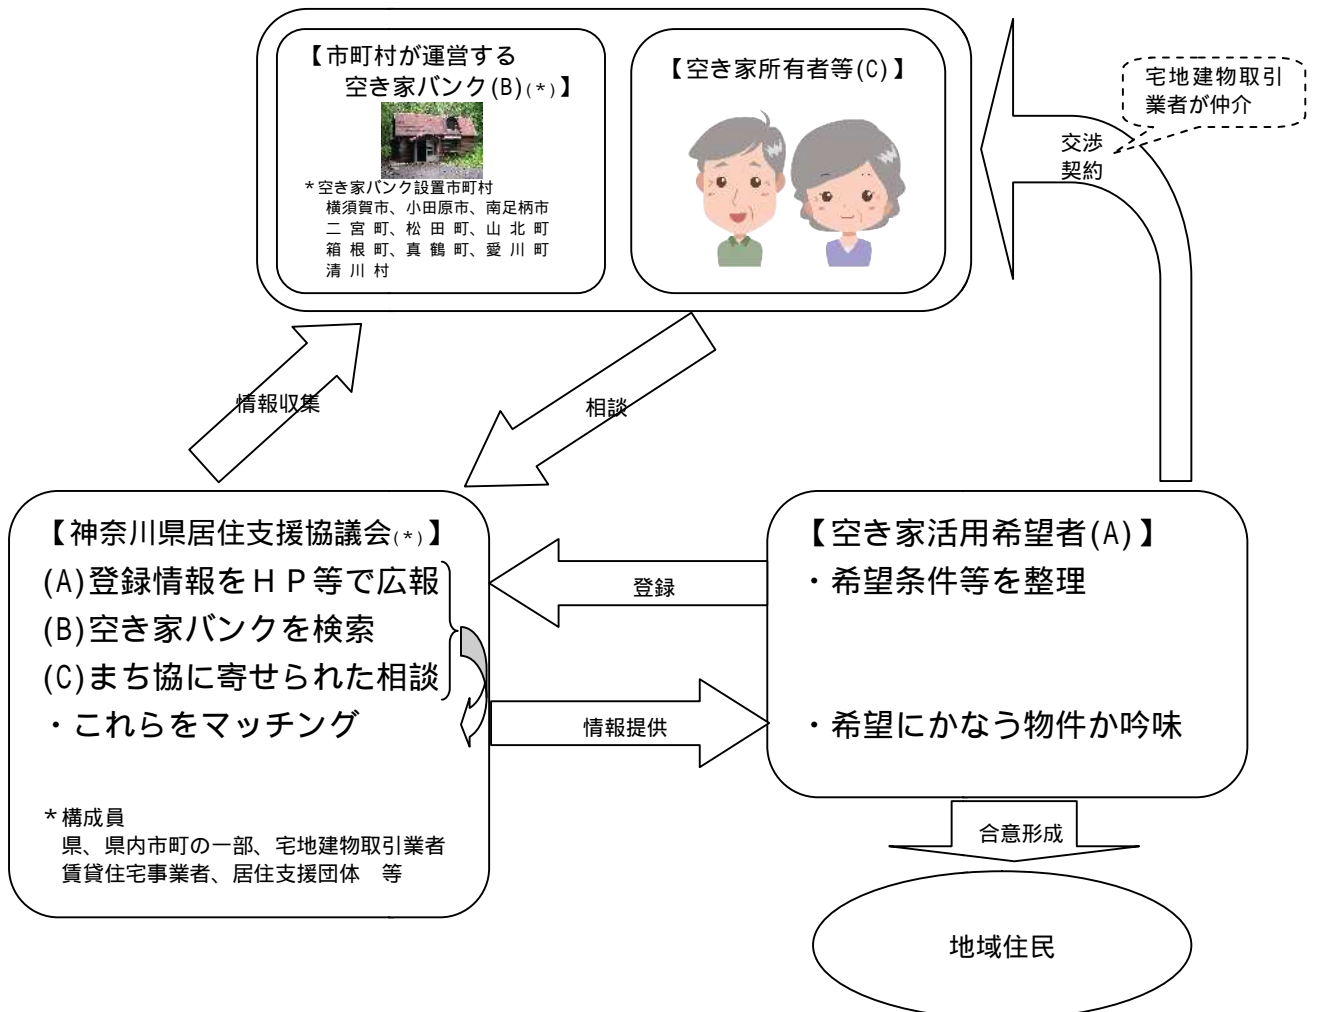 【市町村が運営する
空き家バンク(B)(*)】
*空き家バンク設置市町村
横須賀市、小田原市、南足柄市
二宮町、松田町、山北町
箱根町、真鶴町、愛川町
清川村
【空き家所有者等(C)】
宅地建物取引
業者が仲介
交渉
契約
情報収集
相談
【神奈川県居住支援協議会(*)】
(A)登録情報をＨＰ等で広報
(B)空き家バンクを検索
(C)まち協に寄せられた相談
・これらをマッチング
*構成員
県、県内市町の一部、宅地建物取引業者
賃貸住宅事業者、居住支援団体　等
登録
情報提供
【空き家活用希望者(A)】
・希望条件等を整理
・希望にかなう物件か吟味
合意形成
地域住民